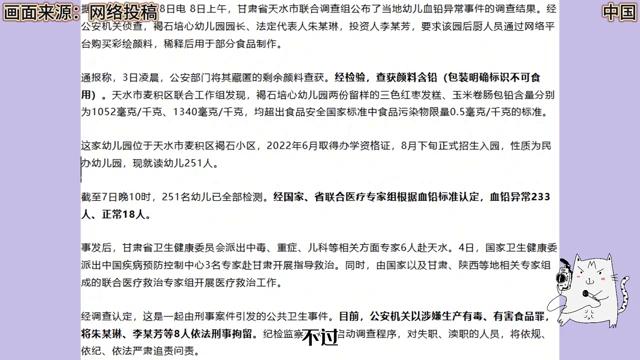 画面来源：网络投稿
中国
8日电 8日上午，甘肃省天水市联合调查组公布了当地幼儿血铅异常事件的调查结果。经
公安机关侦查，褐石培心幼儿园园长、法定代表人朱某琳，投资人李某芳，要求该园后厨人员通过网络平
台购买彩绘颜料，稀释后用于部分食品制作。
通报称，3日凌晨，公安部门将其藏匿的剩余颜料查获。经检验，查获颜料含铅（包装明确标识不可食
用）。天水市麦积区联合工作组发现，褐石培心幼儿园两份留样的三色红枣发糕、玉米卷肠包铅含量分别
为1052毫克/千克、1340毫克/千克，均超出食品安全国家标准中食品污染物限量0.5毫克/千克的标准。
这家幼儿园位于天水市麦积区褐石小区，2022年6月取得办学资格证，8月下旬正式招生入园，性质为民
办幼儿园，现就读幼儿251人。
截至7日晚10时，251名幼儿已全部检测。经国家、省联合医疗专家组根据血铅标准认定，血铅异常233
人、正常18人。
事发后，甘肃省卫生健康委员会派出中毒、重症、儿科等相关方面专家6人赴天水。4日，国家卫生健康委
派出中国疾病预防控制中心3名专家赴甘肃开展指导救治。同时，由国家以及甘肃、陕西等地相关专家组
成的联合医疗救治专家组开展医疗救治工作。
经调查认定，这是一起由刑事案件引发的公共卫生事件。目前，公安机关以涉嫌生产有毒、有害食品罪，
将朱某琳、李某芳等8人依法刑事拘留。纪检监察 启动调查程序，对失职、渎职的人员，将依规、
依纪、依法严肃追责问责。
不过